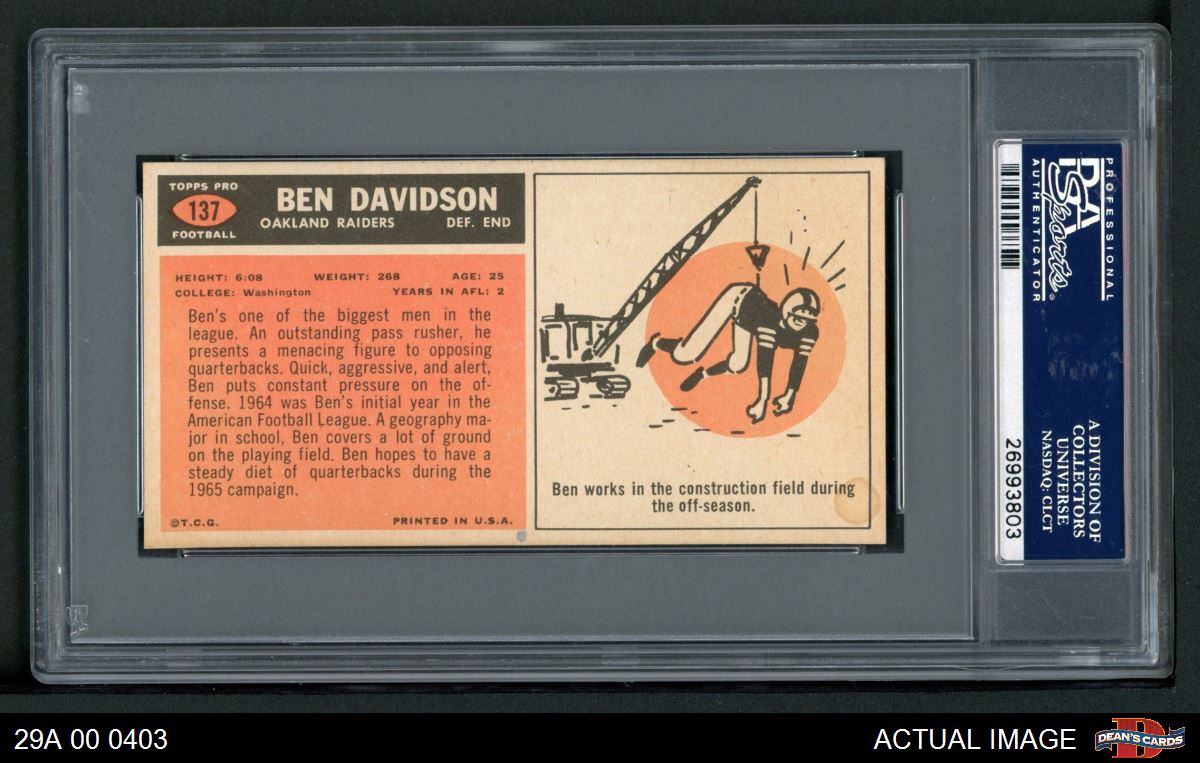 TOPPS PRO
137
FOOTBALL
BEN DAVIDSON
OAKLAND RAIDERS DEF. END
HEIGHT: 6:08 WEIGHT: 268 AGE: 25
COLLEGE: Washington YEARS IN AFL: 2
Ben's one of the biggest men in the
league. An outstanding pass rusher, he
presents a menacing figure to opposing
quarterbacks. Quick, aggressive, and alert,
Ben puts constant pressure on the of-
fense. 1964 was Ben's initial year in the
American Football League. A geography ma-
jor in school, Ben covers a lot of ground
on the playing field. Ben hopes to have a
steady diet of quarterbacks during the
1965 campaign.
©T.C.G. PRINTED IN U.S.A.
Ben works in the construction field during
the off-season.
PROFESSIONAL
PSA
Sports
AUTHENTICATOR
A DIVISION OF
COLLECTORS
UNIVERSE
NASDAQ: CLCT
26993803
29A 00 0403
ACTUAL IMAGE
D
DEAN'S CARDS